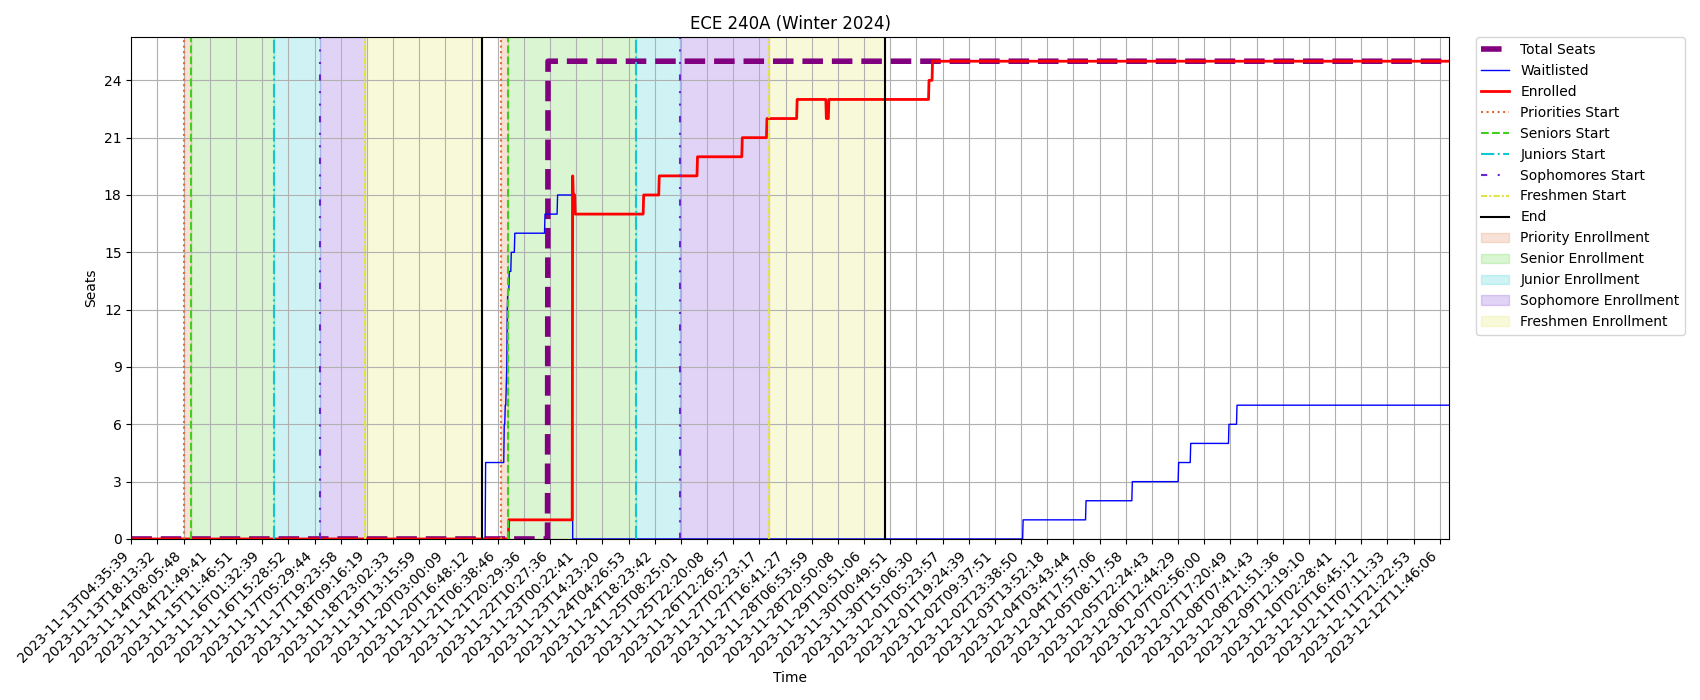 ECE 240A (Winter 2024)
Total Seats
Waitlisted
Enrolled
Priorities Start
Seniors Start
Juniors Start
Sophomores Start
Freshmen Start
End
Priority Enrollment
Senior Enrollment
Junior Enrollment
Sophomore Enrollment
Freshmen Enrollment
Seats
24
21
18
15
12
9
6
3
0
2023-11-13T04:35:39
2023-11-13T18:13:32
2023-11-14T08:05:48
2023-11-14T21:49:41
2023-11-15T11:46:51
2023-11-16T01:32:39
2023-11-16T15:28:52
2023-11-17T05:29:44
2023-11-17T19:23:58
2023-11-18T09:16:19
2023-11-18T23:02:33
2023-11-19T13:15:59
2023-11-20T03:00:09
2023-11-20T16:48:12
2023-11-21T06:38:46
2023-11-21T20:29:36
2023-11-22T10:27:36
2023-11-23T00:22:41
2023-11-23T14:23:20
2023-11-24T04:26:53
2023-11-24T18:23:42
2023-11-25T08:25:01
2023-11-25T22:20:08
2023-11-26T12:26:57
2023-11-27T02:23:17
2023-11-27T16:41:27
2023-11-28T06:53:59
2023-11-28T20:50:08
2023-11-29T10:51:06
2023-11-30T00:49:51
2023-11-30T15:06:30
2023-12-01T05:23:57
2023-12-01T19:24:39
2023-12-02T09:37:51
2023-12-02T23:38:50
2023-12-03T13:52:18
2023-12-04T03:43:44
2023-12-04T17:57:06
2023-12-05T08:17:58
2023-12-05T22:24:43
2023-12-06T12:44:29
2023-12-07T02:56:00
2023-12-07T17:20:49
2023-12-08T07:41:43
2023-12-08T21:51:36
2023-12-09T12:19:10
2023-12-10T02:28:41
2023-12-10T16:45:12
2023-12-11T07:11:33
2023-12-11T21:22:53
2023-12-12T11:46:06
Time